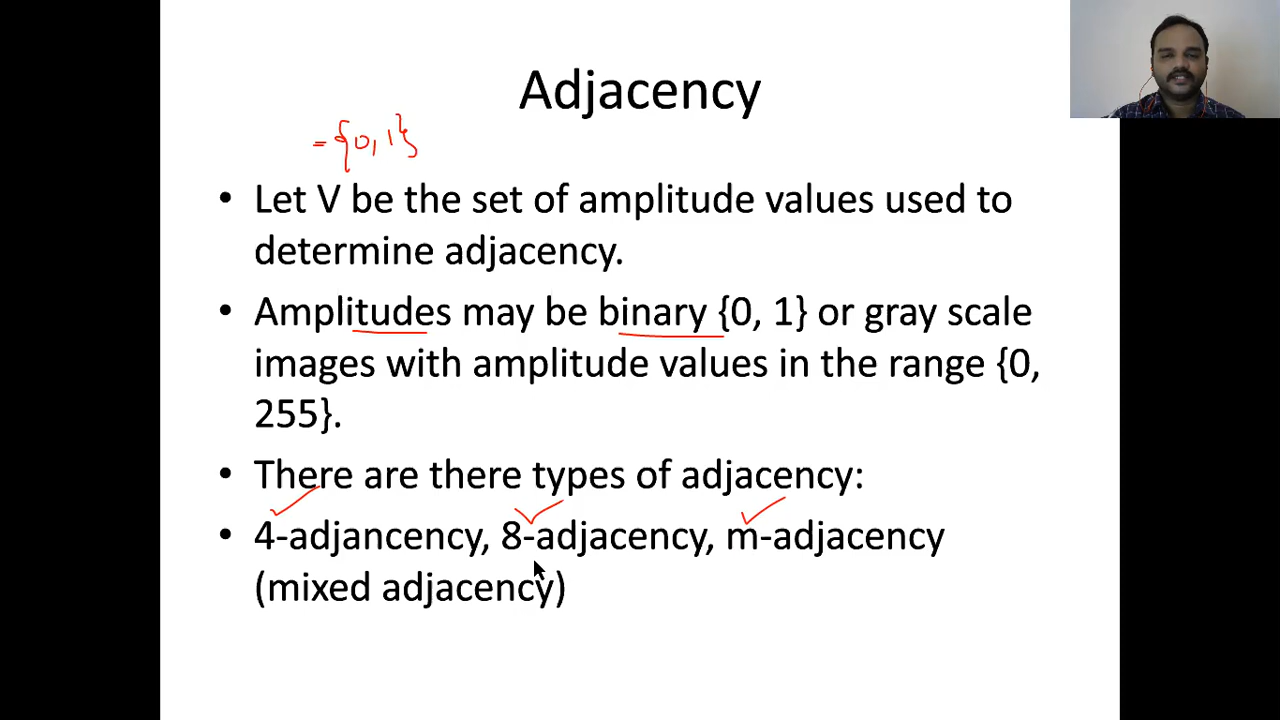 Adjacency
= {0, 1}
• Let V be the set of amplitude values used to
determine adjacency.
• Amplitudes may be binary {0, 1} or gray scale
images with amplitude values in the range {0,
255}.
• There are there types of adjacency:
• 4-adjancency, 8-adjacency, m-adjacency
(mixed adjacency)